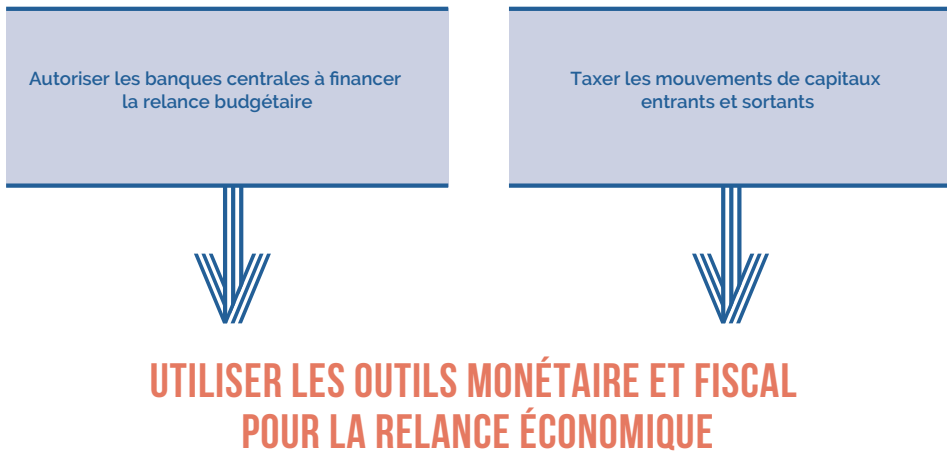 Autoriser les banques centrales à financer
la relance budgétaire
Taxer les mouvements de capitaux
entrants et sortants
UTILISER LES OUTILS MONÉTAIRE ET FISCAL
POUR LA RELANCE ÉCONOMIQUE